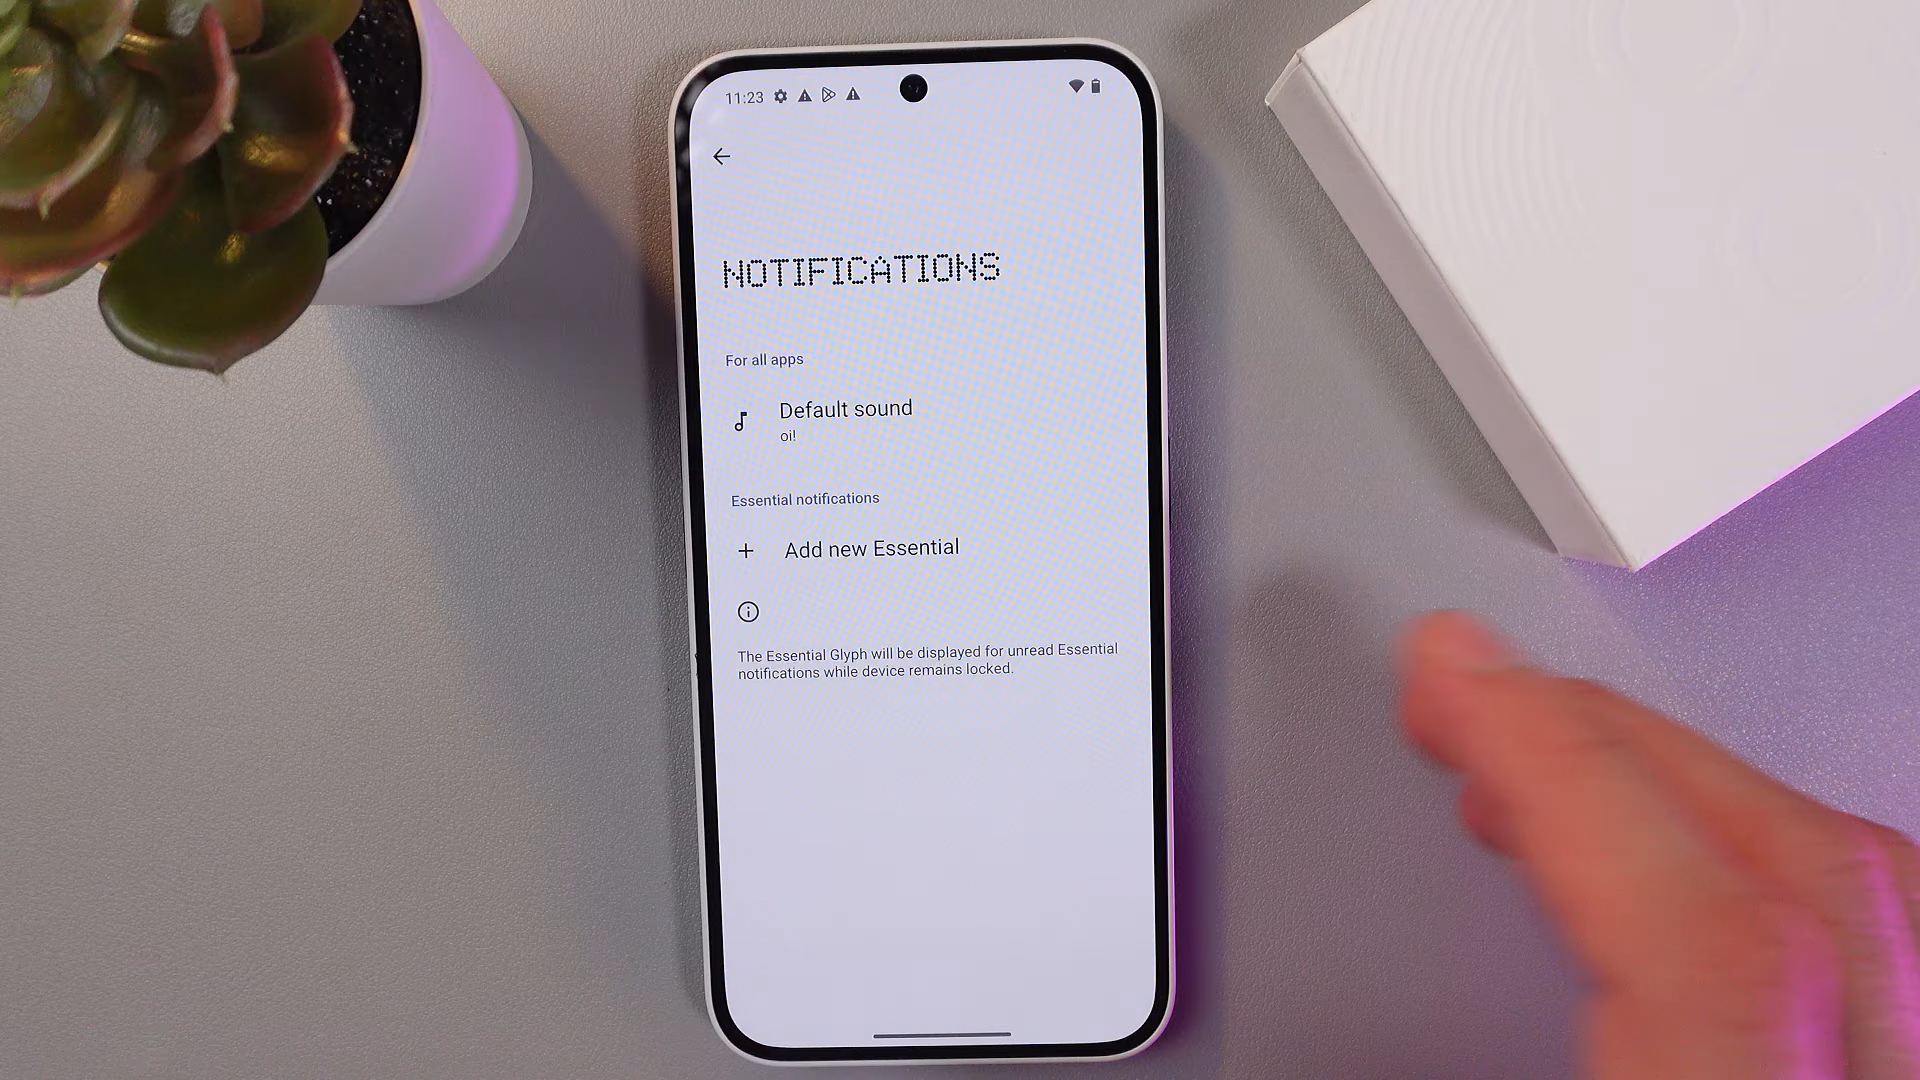 11:23
NOTIFICATIONS
For all apps
Default sound
oi!
Essential notifications
Add new Essential
The Essential Glyph will be displayed for unread Essential
notifications while device remains locked.